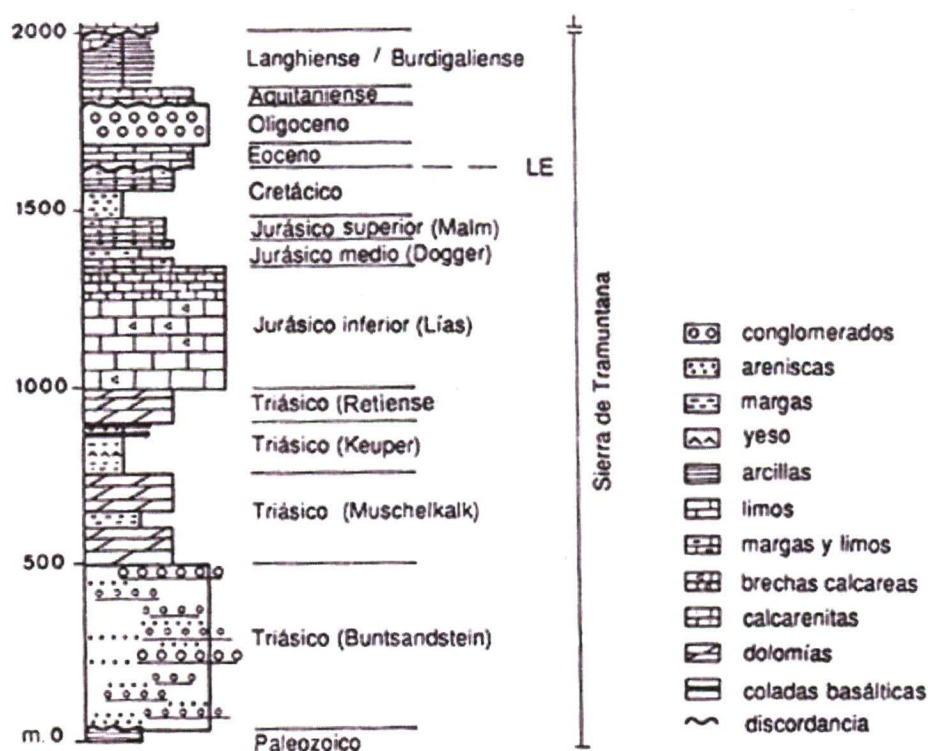 2000
Langhiense / Burdigaliense
Aquitaniense
Oligoceno
Eoceno
LE
Cretácico
1500
Jurásico superior (Malm)
Jurásico medio (Dogger)
Jurásico inferior (Lías)
1000
Triásico (Retiense
Triásico (Keuper)
Triásico (Muschelkalk)
500
Triásico (Buntsandstein)
m. 0
Paleozoico
Sierra de Tramuntana
conglomerados
areniscas
margas
yeso
arcillas
limos
margas y limos
brechas calcareas
calcarenitas
dolomías
coladas basálticas
discordancia